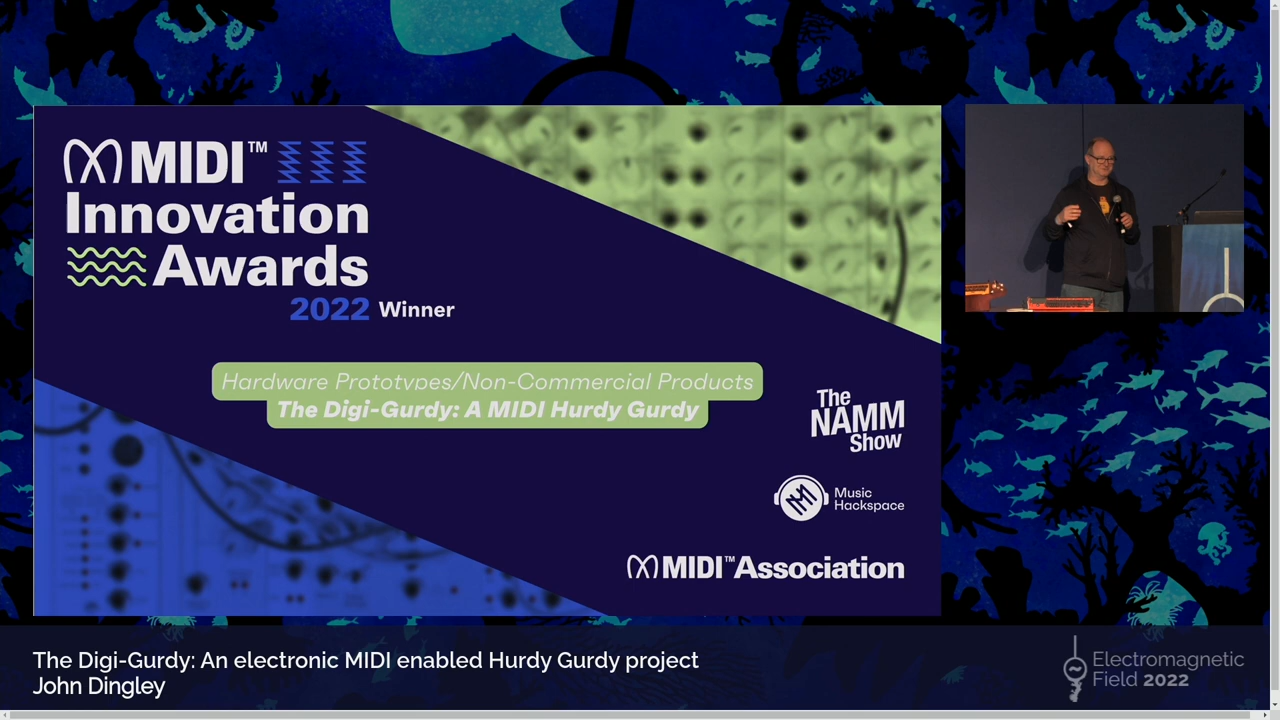 MIDI™
Innovation
Awards
2022 Winner
Hardware Prototypes/Non-Commercial Products
The Digi-Gurdy: A MIDI Hurdy Gurdy
The
NAMM
Show
Music
Hackspace
MIDI™Association
The Digi-Gurdy: An electronic MIDI enabled Hurdy Gurdy project
John Dingley
Electromagnetic
Field 2022